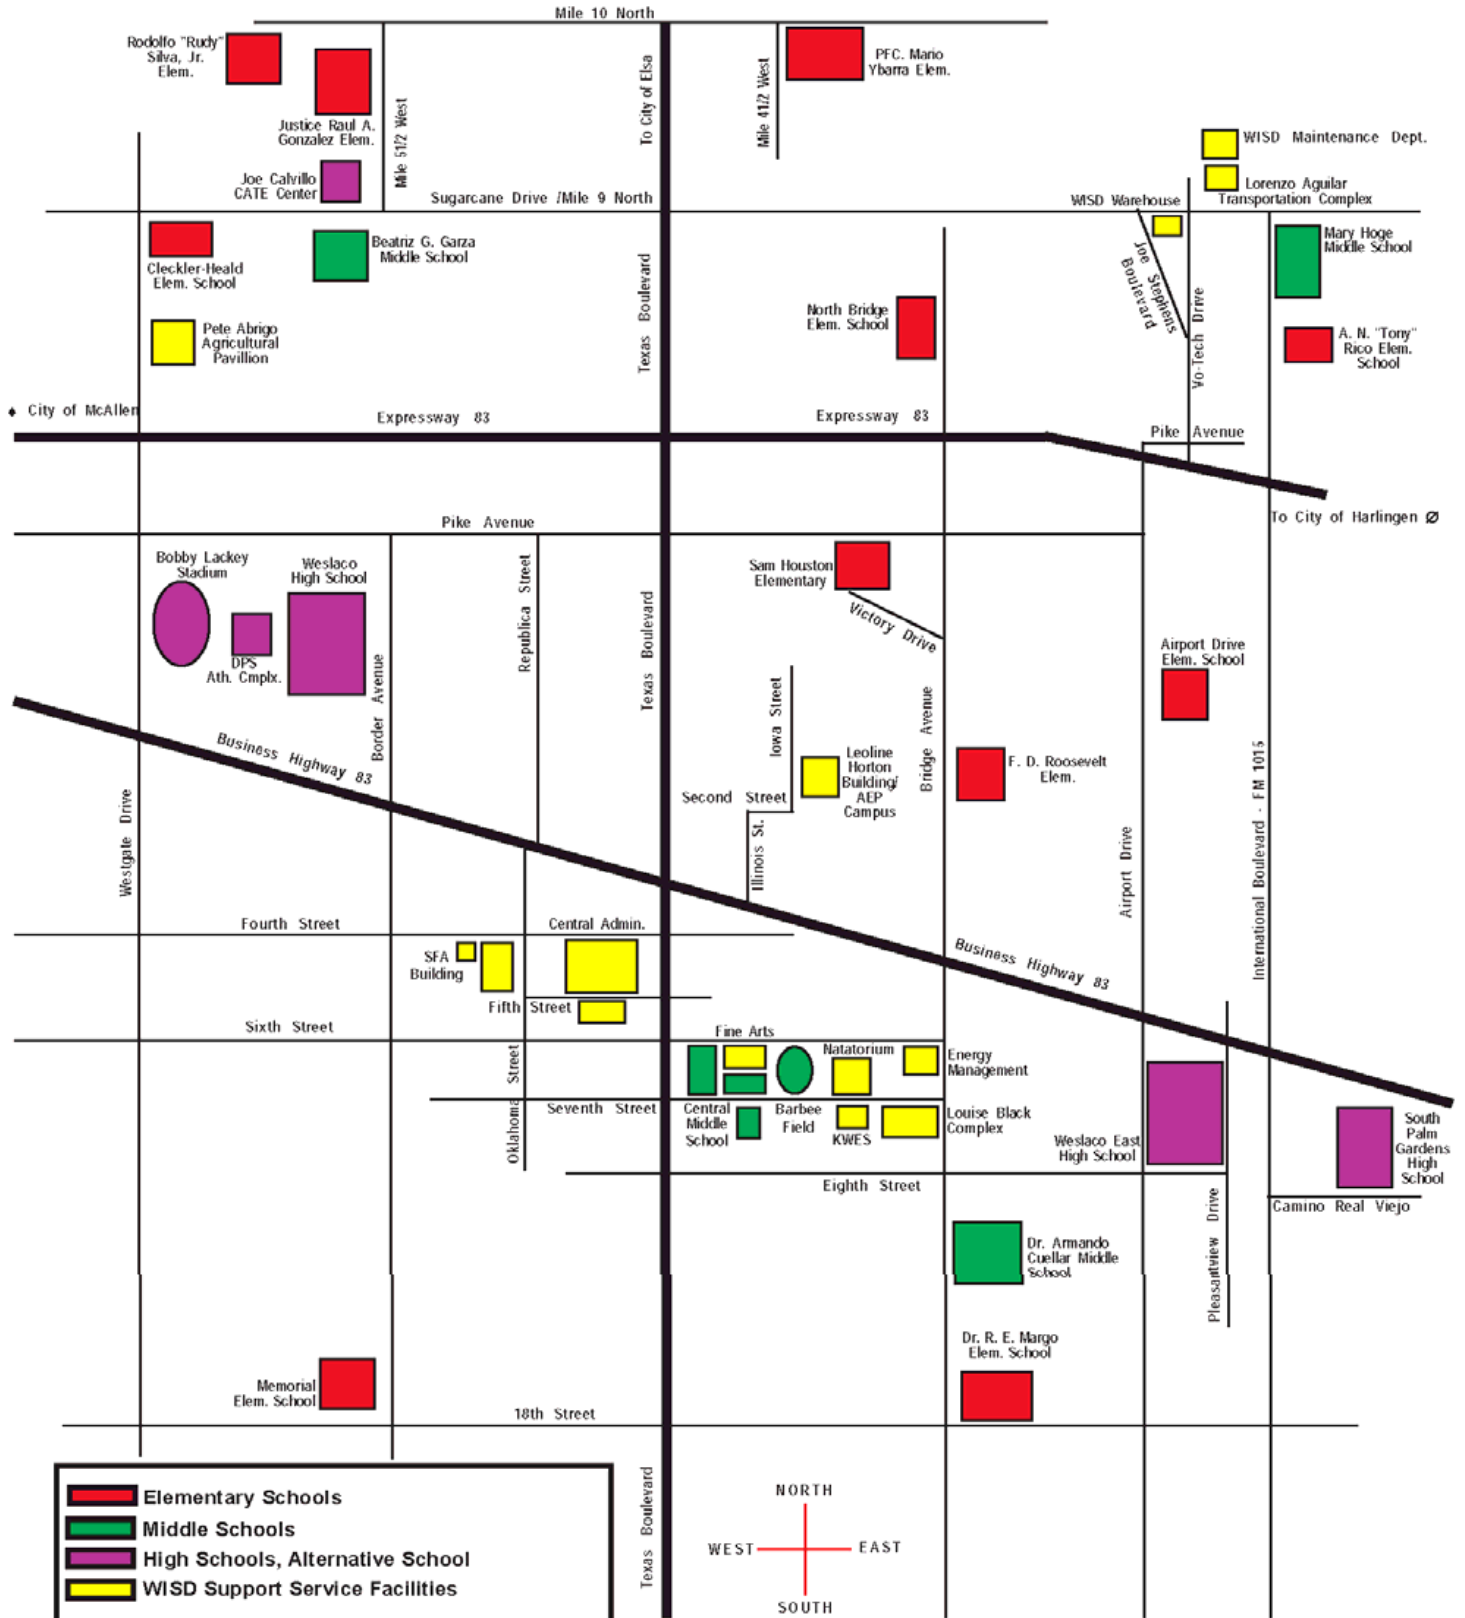 Mile 10 North
Rodolfo "Rudy"
Silva, Jr.
Elem.
Justice Raul A.
Gonzalez Elem.
Mile 51/2 West
To City of Elsa
Mile 41/2 West
PFC. Mario
Ybarra Elem.
WISD Maintenance Dept.
Lorenzo Aguilar
Transportation Complex
Joe Calvillo
CATE Center
Sugarcane Drive /Mile 9 North
WISD Warehouse
Cleckler-Heald
Elem. School
Beatriz G. Garza
Middle School
Texas Boulevard
Joe Stephens
Boulevard
Vo-Tech Drive
Mary Hoge
Middle School
North Bridge
Elem. School
A. N. "Tony"
Rico Elem.
School
Pete Abrigo
Agricultural
Pavillion
City of McAllen
Expressway 83
Expressway 83
Pike Avenue
To City of Harlingen Ø
Pike Avenue
Bobby Lackey
Stadium
Weslaco
High School
DPS
Ath. Cmplx.
Border Avenue
Republica Street
Texas Boulevard
Sam Houston
Elementary
Victory Drive
Airport Drive
Elem. School
Business Highway 83
Iowa Street
Leoline
Horton
Building/
AEP
Campus
Bridge Avenue
F. D. Roosevelt
Elem.
Second Street
Illinois St.
Westgate Drive
Airport Drive
International Boulevard - FM 1015
Fourth Street
Central Admin.
SFA
Building
Fifth Street
Business Highway 83
Sixth Street
Fine Arts
Natatorium
Energy
Management
Oklahoma Street
Seventh Street
Central
Middle
School
Barbee
Field
KWES
Louise Black
Complex
Weslaco East
High School
South
Palm
Gardens
High
School
Eighth Street
Camino Real Viejo
Pleasantview Drive
Dr. Armando
Cuellar Middle
School
Dr. R. E. Margo
Elem. School
Memorial
Elem. School
18th Street
Texas Boulevard
Elementary Schools
Middle Schools
High Schools, Alternative School
WISD Support Service Facilities
NORTH
WEST
EAST
SOUTH